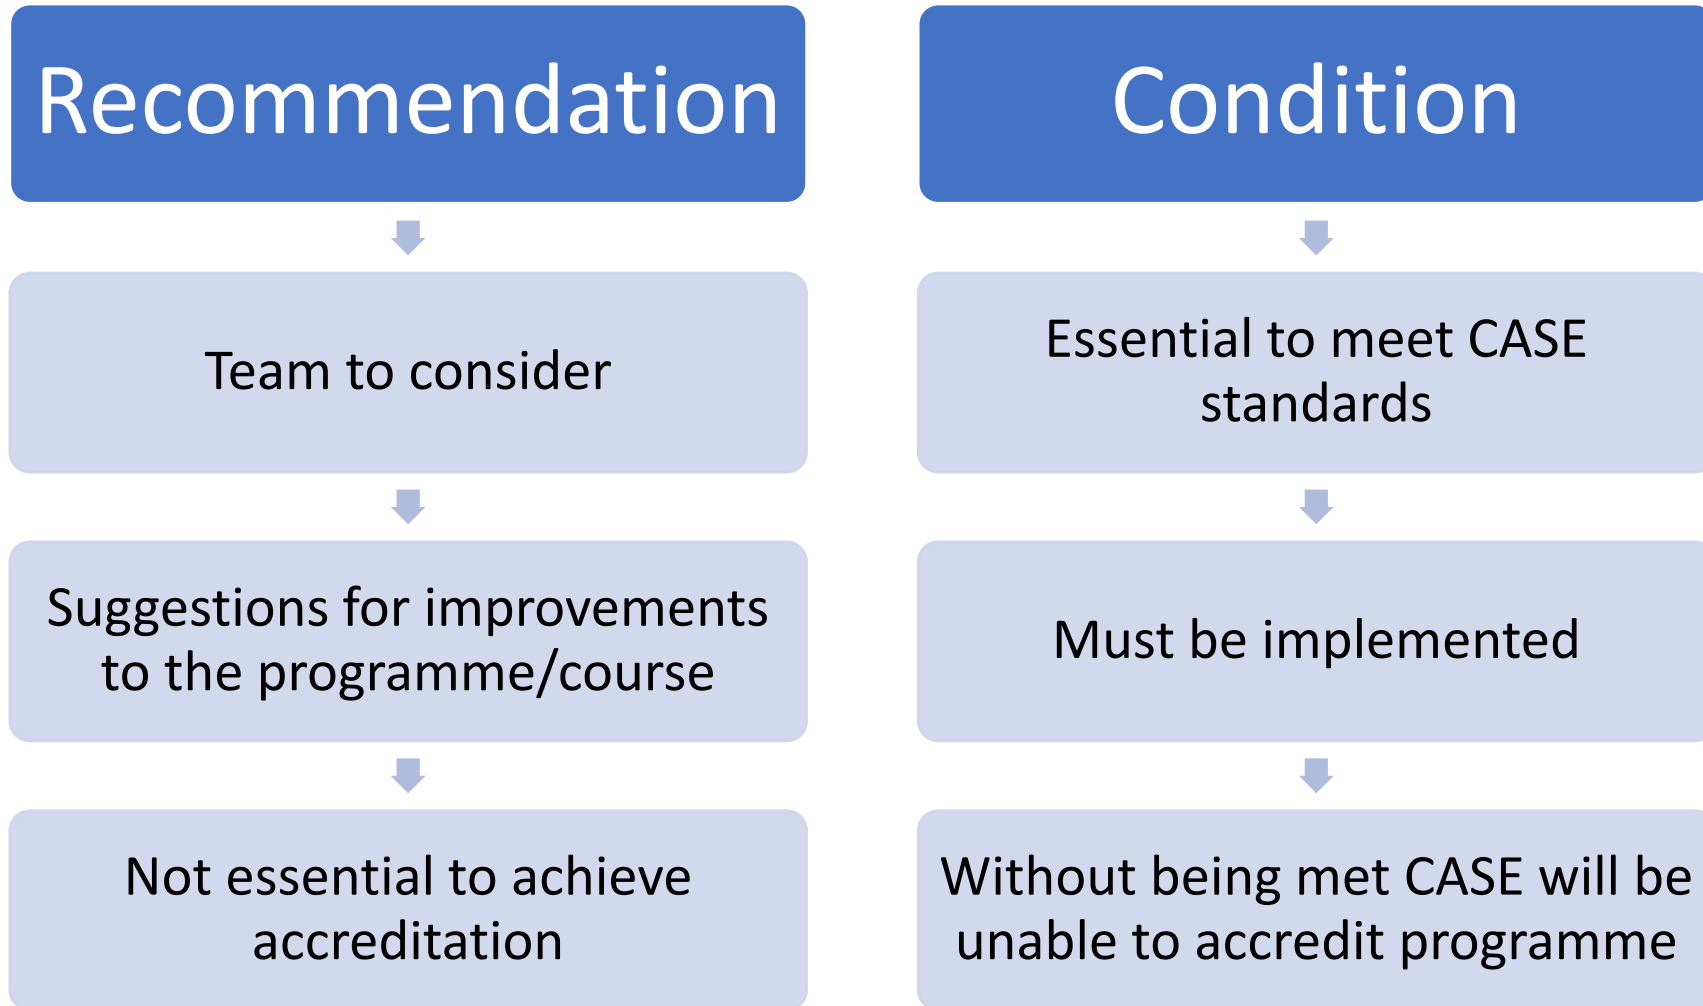 Recommendation
Team to consider
Suggestions for improvements
to the programme/course
Not essential to achieve
accreditation
Condition
Essential to meet CASE
standards
Must be implemented
Without being met CASE will be
unable to accredit programme